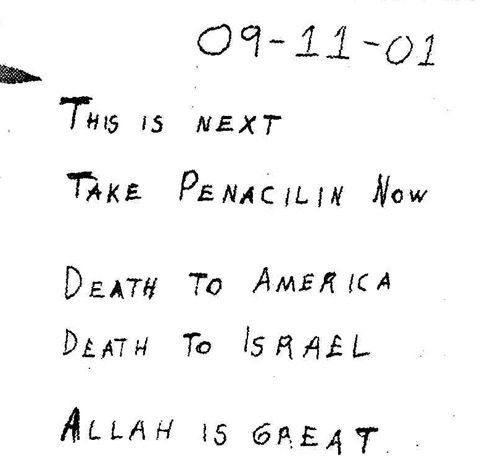 09-11-01
THIS IS NEXT
TAKE PENACILIN NOW
DEATH TO AMERICA
DEATH TO ISRAEL
ALLAH IS GREAT